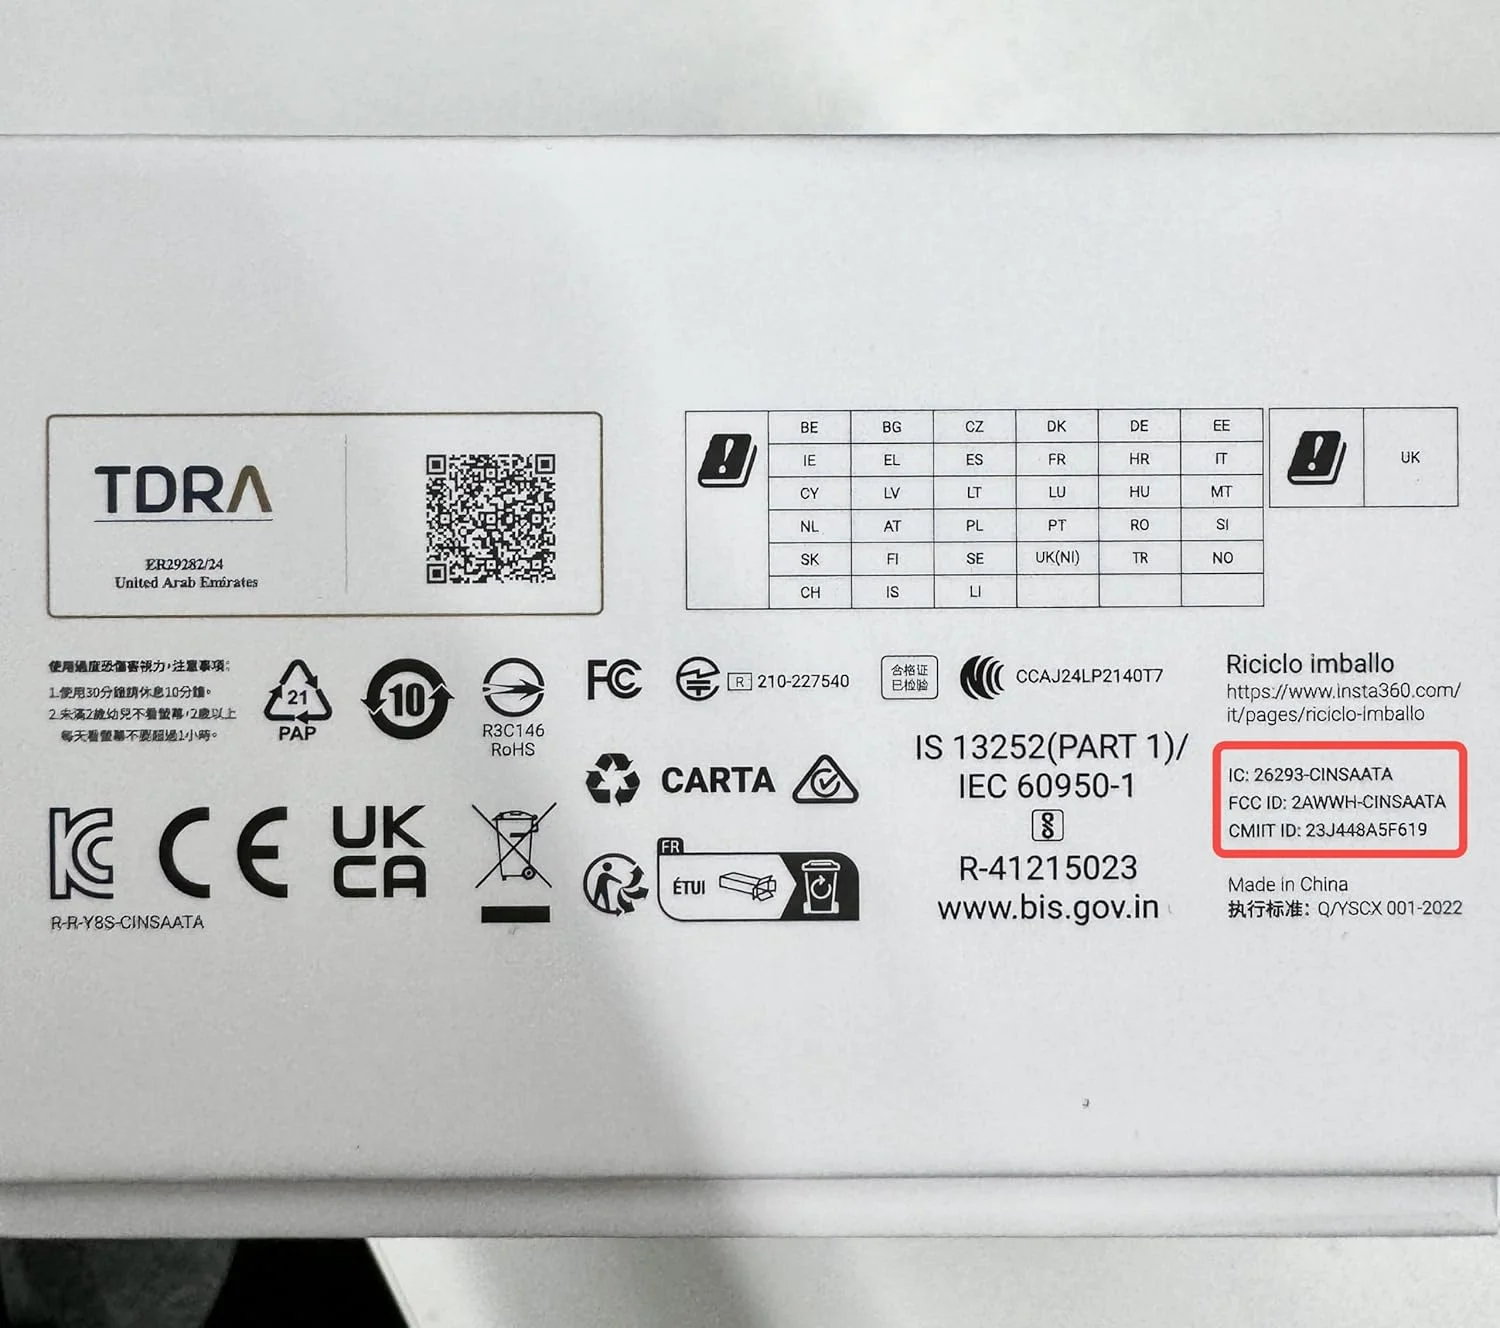 TDRA
ER29282/24
United Arab Emirates
BE BG CZ DK DE EE
IE EL ES FR HR IT
CY LV LT LU HU MT
NL AT PL PT RO SI
SK FI SE UK(NI) TR NO
CH IS LI
UK
使用過度恐傷害視力，注意事項：
1.使用30分鐘請休息10分鐘。
2.未滿2歲幼兒不看螢幕，2歲以上
每天看螢幕不要超過1小時。
21
PAP
10
R3C146
RoHS
FC
R 210-227540
合格证
已检验
CCAJ24LP2140T7
Riciclo imballo
https://www.insta360.com/
it/pages/riciclo-imballo
CARTA
IS 13252(PART 1)/
IEC 60950-1
R-41215023
www.bis.gov.in
IC: 26293-CINSAATA
FCC ID: 2AWWH-CINSAATA
CMIIT ID: 23J448A5F619
R-R-Y8S-CINSAATA
CE
UK
CA
FR
ÉTUI
Made in China
执行标准：Q/YSCX 001-2022